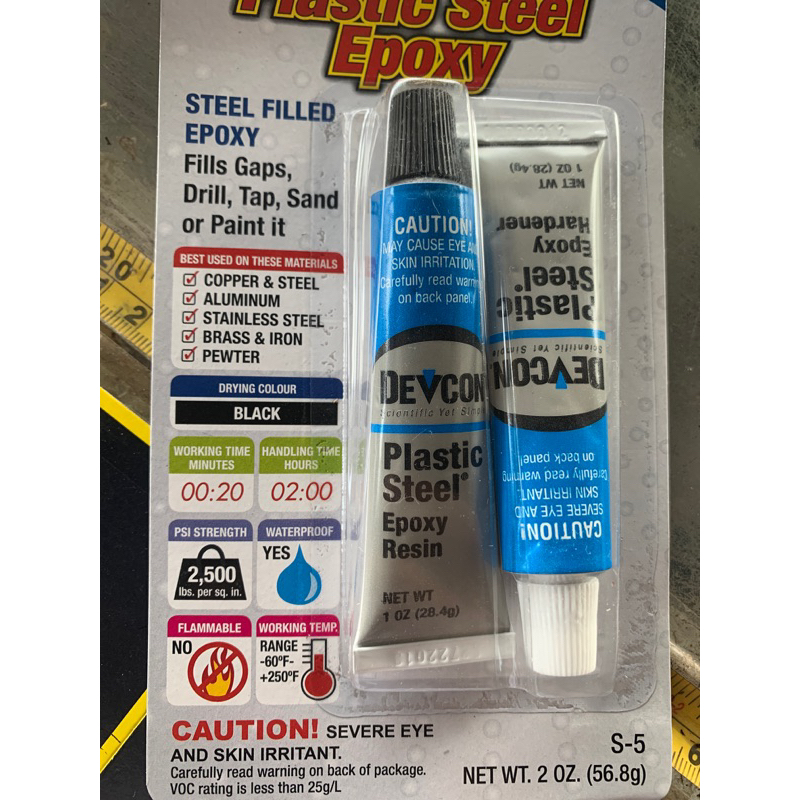 Plastic Steel
Epoxy
STEEL FILLED
EPOXY
Fills Gaps,
Drill, Tap, Sand
or Paint it
BEST USED ON THESE MATERIALS
COPPER & STEEL
ALUMINUM
STAINLESS STEEL
BRASS & IRON
PEWTER
DRYING COLOUR
BLACK
WORKING TIME
MINUTES
00:20
HANDLING TIME
HOURS
02:00
PSI STRENGTH
2,500
lbs. per sq. in.
WATERPROOF
YES
FLAMMABLE
NO
WORKING TEMP.
RANGE
-60°F-
+250°F
CAUTION! SEVERE EYE
AND SKIN IRRITANT.
Carefully read warning on back of package.
VOC rating is less than 25g/L
S-5
NET WT. 2 OZ. (56.8g)
CAUTION!
MAY CAUSE EYE AND
SKIN IRRITATION.
Carefully read warning
on back panel.
DEVCON
Scientific Yet Simple
Plastic
Steel®
Epoxy
Resin
NET WT
1 OZ (28.4g)
CAUTION!
SEVERE EYE AND
SKIN IRRITANT.
Carefully read warning
on back panel.
DEVCON
Scientific Yet Simple
Plastic
Steel®
Epoxy
Hardener
NET WT
1 OZ (28.4g)
20
1
2
6